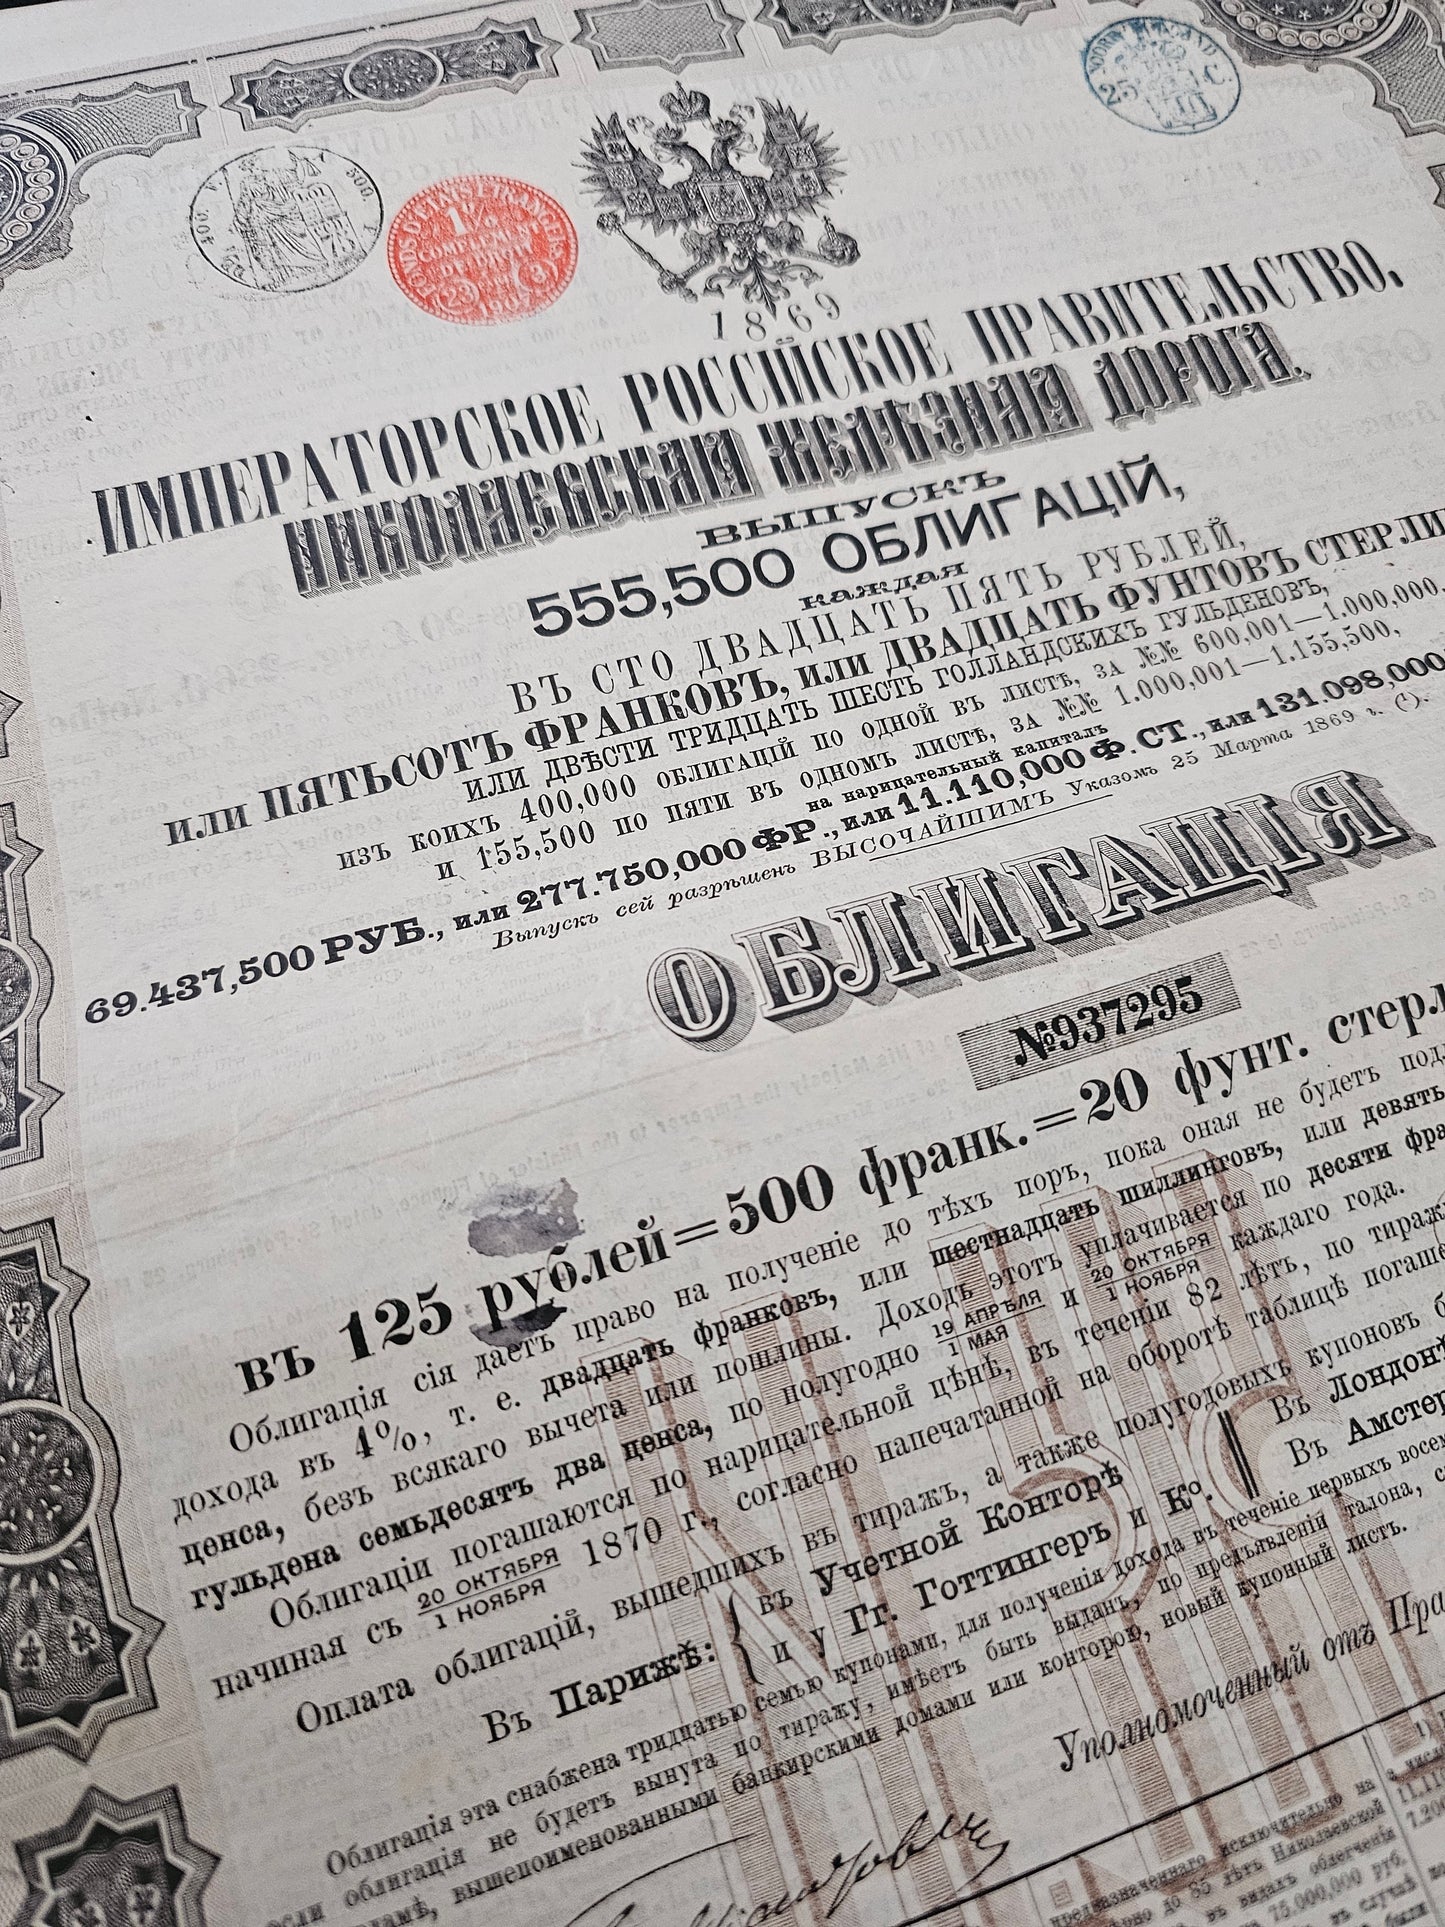 FONDS D'ETATS ETRANGERS
1%
COMPLEMENT
DE DROIT
1869
ИМПЕРАТОРСКОЕ РОССІЙСКОЕ ПРАВИТЕЛЬСТВО,
НИКОЛАЕВСКАЯ ЖЕЛѢЗНАЯ ДОРОГА.
ВЫПУСКЪ
555,500 ОБЛИГАЦІЙ,
каждая
ВЪ СТО ДВАДЦАТЬ ПЯТЬ РУБЛЕЙ,
или ПЯТЬСОТЪ ФРАНКОВЪ, или ДВАДЦАТЬ ФУНТОВЪ
ИЛИ ДВѢСТИ ТРИДЦАТЬ ШЕСТЬ ГОЛЛАНДСКИХЪ ГУЛЬДЕНОВЪ,
ИЗЪ КОИХЪ 400,000 ОБЛИГАЦІЙ ПО ОДНОЙ ВЪ ЛИСТѢ, ЗА №№ 600,001—1.000,000,
И 155,500 ПО ПЯТИ ВЪ ОДНОМЪ ЛИСТѢ, ЗА №№ 1.000,001—1.155,500,
на нарицательный капиталъ
69.437,500 РУБ., или 277.750,000 ФР., или 11.110,000 Ф. СТ., или 131.098,000
Выпускъ сей разрѣшенъ ВЫСОЧАЙШИМЪ Указомъ 25 Марта 1869 г. (¹).
ОБЛИГАЦІЯ
№937295
въ 125 рублей=500 франк.=20 фунт.
Облигація сія даетъ право на полученіе до тѣхъ поръ, пока оная не будетъ
дохода въ 4%, т. е. двадцать франковъ, или шестнадцать шиллинговъ, или девять
ценса, безъ всякаго вычета или пошлины. Доходъ этотъ уплачивается по десяти
гульдена семьдесятъ два ценса, по полугодно 19 АПРѢЛЯ / 1 МАЯ и 20 ОКТЯБРЯ / 1 НОЯБРЯ каждаго года.
Облигаціи погашаются по нарицательной цѣнѣ, въ теченіи 82 лѣтъ, по
начиная съ 20 ОКТЯБРЯ / 1 НОЯБРЯ 1870 г., согласно напечатанной на оборотѣ таблицѣ
Оплата облигацій, вышедшихъ въ тиражъ, а также полугодовыхъ купоновъ
Въ Парижѣ: въ Учетной Конторѣ
и у Гг. Готтингеръ и Ко.
Въ Лондонѣ
Въ
Облигація эта снабжена тридцатью семью купонами, для полученія дохода въ теченіе первыхъ
если облигація не будетъ вынута по тиражу, имѣетъ быть выданъ, по предъявленіи талона,
вышепоименованными банкирскими домами или конторою, новый купонный листъ.
Уполномоченный отъ